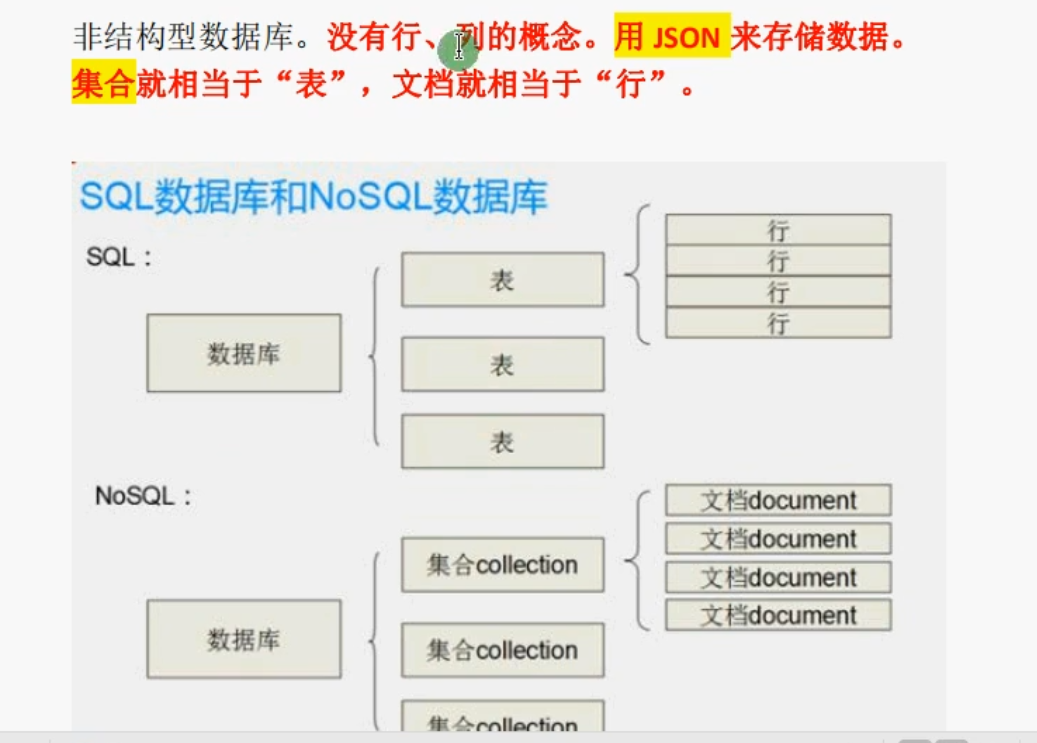 非结构型数据库。没有行、列的概念。用 JSON 来存储数据。
集合就相当于“表”，文档就相当于“行”。
SQL数据库和NoSQL数据库
SQL：
数据库
表
表
表
行
行
行
行
NoSQL：
数据库
集合collection
集合collection
集合collection
文档document
文档document
文档document
文档document